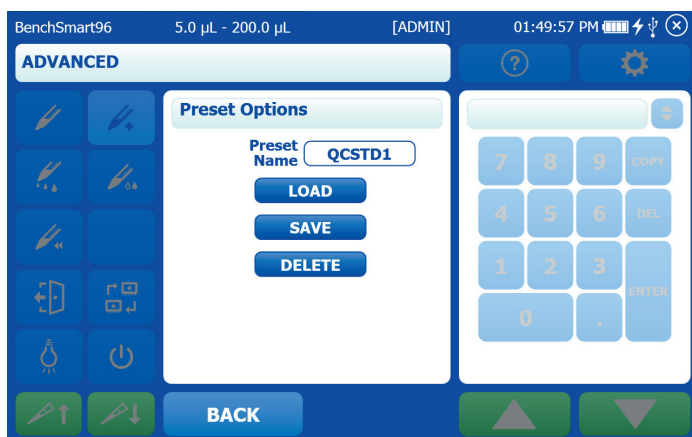 BenchSmart96 5.0 µL - 200.0 µL [ADMIN] 01:49:57 PM
ADVANCED ?
Preset Options
Preset
Name QCSTD1
LOAD
SAVE
DELETE
7 8 9 COPY
4 5 6 DEL
1 2 3
ENTER
0 .
BACK